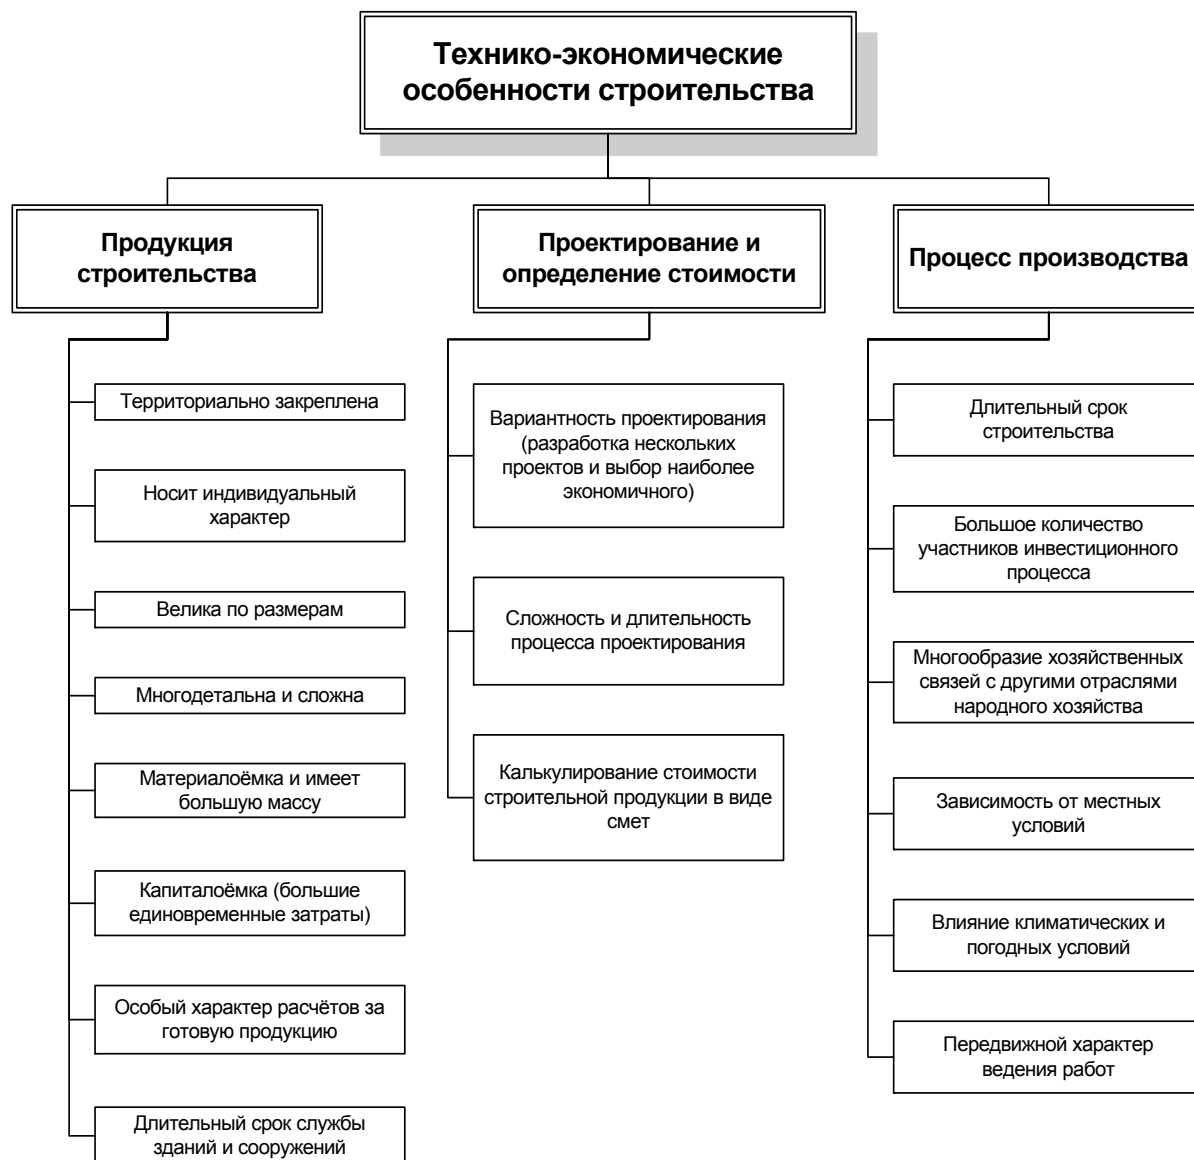 Технико-экономические
особенности строительства
Продукция
строительства
Проектирование и
определение стоимости
Процесс производства
Территориально закреплена
Носит индивидуальный
характер
Велика по размерам
Многодетальна и сложна
Материалоёмка и имеет
большую массу
Капиталоёмка (большие
единовременные затраты)
Особый характер расчётов за
готовую продукцию
Длительный срок службы
зданий и сооружений
Вариантность проектирования
(разработка нескольких
проектов и выбор наиболее
экономичного)
Сложность и длительность
процесса проектирования
Калькулирование стоимости
строительной продукции в виде
смет
Длительный срок
строительства
Большое количество
участников инвестиционного
процесса
Многообразие хозяйственных
связей с другими отраслями
народного хозяйства
Зависимость от местных
условий
Влияние климатических и
погодных условий
Передвижной характер
ведения работ